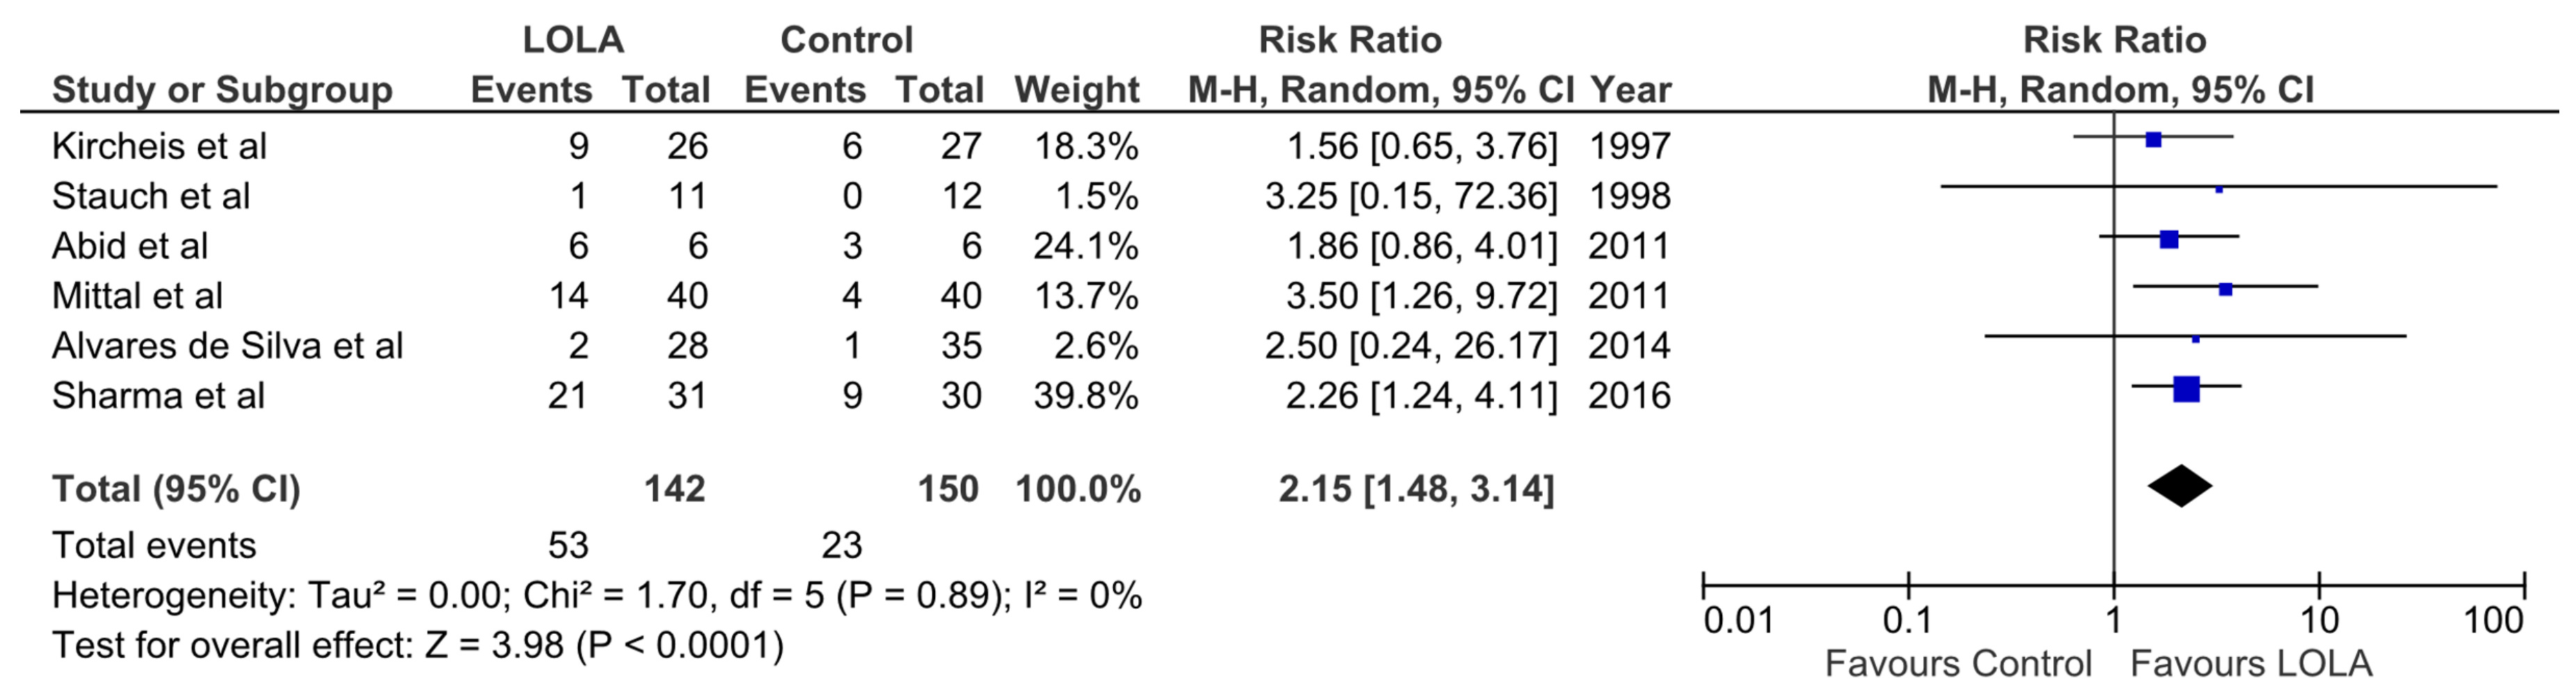 LOLA Control Risk Ratio Risk Ratio
Study or Subgroup Events Total Events Total Weight M-H, Random, 95% CI Year M-H, Random, 95% CI
Kircheis et al 9 26 6 27 18.3% 1.56 [0.65, 3.76] 1997
Stauch et al 1 11 0 12 1.5% 3.25 [0.15, 72.36] 1998
Abid et al 6 6 3 6 24.1% 1.86 [0.86, 4.01] 2011
Mittal et al 14 40 4 40 13.7% 3.50 [1.26, 9.72] 2011
Alvares de Silva et al 2 28 1 35 2.6% 2.50 [0.24, 26.17] 2014
Sharma et al 21 31 9 30 39.8% 2.26 [1.24, 4.11] 2016
Total (95% CI) 142 150 100.0% 2.15 [1.48, 3.14]
Total events 53 23
Heterogeneity: Tau² = 0.00; Chi² = 1.70, df = 5 (P = 0.89); I² = 0%
Test for overall effect: Z = 3.98 (P < 0.0001)
0.01 0.1 1 10 100
Favours Control Favours LOLA